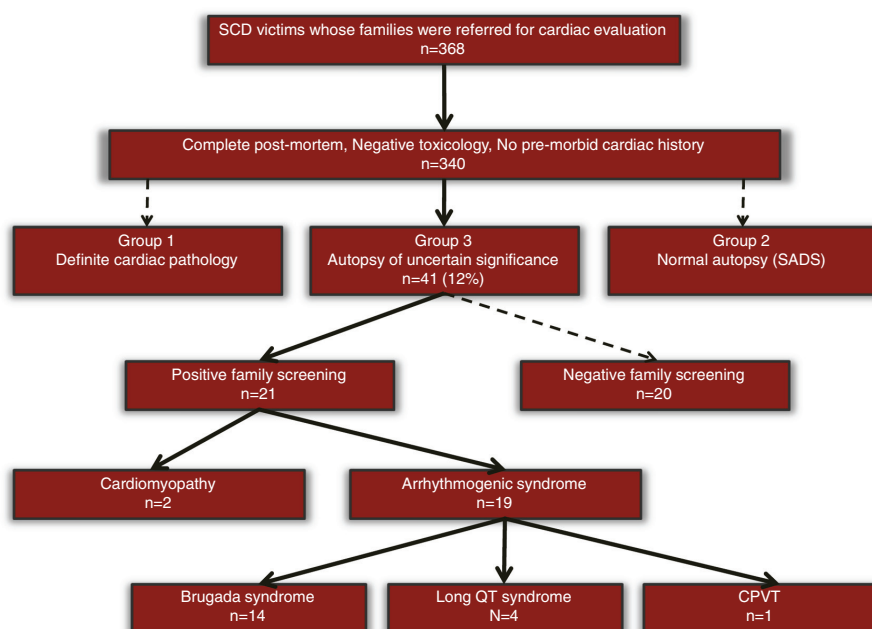 SCD victims whose families were referred for cardiac evaluation
n=368
Complete post-mortem, Negative toxicology, No pre-morbid cardiac history
n=340
Group 1
Definite cardiac pathology
Group 3
Autopsy of uncertain significance
n=41 (12%)
Group 2
Normal autopsy (SADS)
Positive family screening
n=21
Negative family screening
n=20
Cardiomyopathy
n=2
Arrhythmogenic syndrome
n=19
Brugada syndrome
n=14
Long QT syndrome
N=4
CPVT
n=1